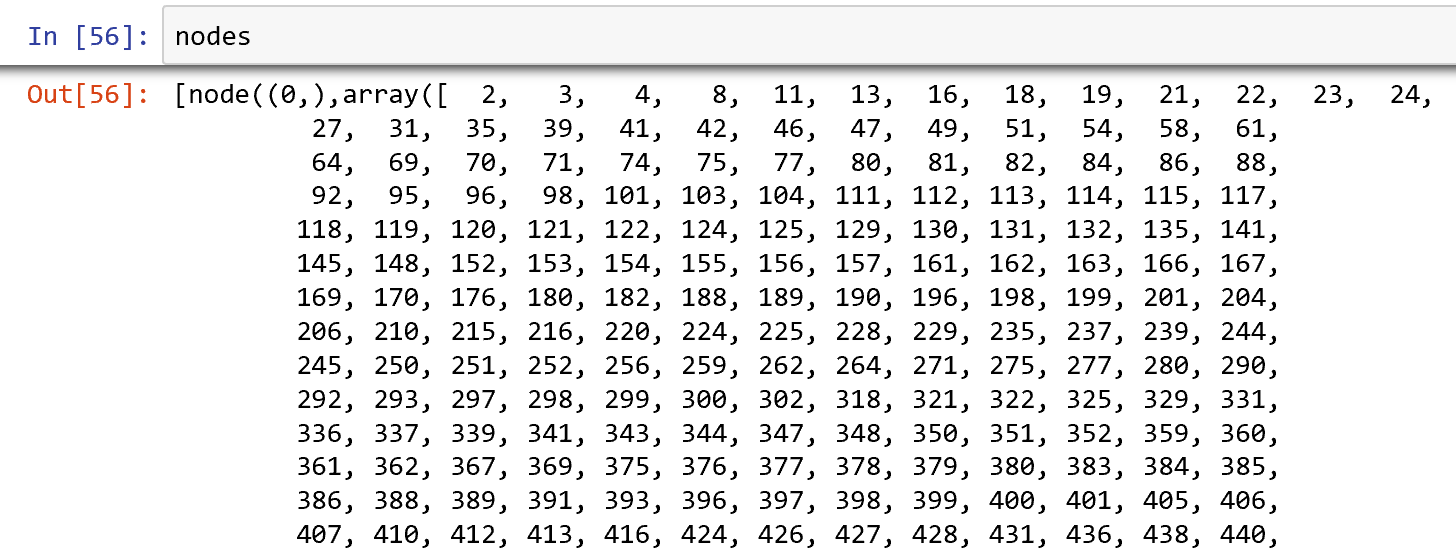 In [56]: nodes
Out[56]: [node((0,),array([  2,   3,   4,   8,  11,  13,  16,  18,  19,  21,  22,  23,  24,
27,  31,  35,  39,  41,  42,  46,  47,  49,  51,  54,  58,  61,
64,  69,  70,  71,  74,  75,  77,  80,  81,  82,  84,  86,  88,
92,  95,  96,  98, 101, 103, 104, 111, 112, 113, 114, 115, 117,
118, 119, 120, 121, 122, 124, 125, 129, 130, 131, 132, 135, 141,
145, 148, 152, 153, 154, 155, 156, 157, 161, 162, 163, 166, 167,
169, 170, 176, 180, 182, 188, 189, 190, 196, 198, 199, 201, 204,
206, 210, 215, 216, 220, 224, 225, 228, 229, 235, 237, 239, 244,
245, 250, 251, 252, 256, 259, 262, 264, 271, 275, 277, 280, 290,
292, 293, 297, 298, 299, 300, 302, 318, 321, 322, 325, 329, 331,
336, 337, 339, 341, 343, 344, 347, 348, 350, 351, 352, 359, 360,
361, 362, 367, 369, 375, 376, 377, 378, 379, 380, 383, 384, 385,
386, 388, 389, 391, 393, 396, 397, 398, 399, 400, 401, 405, 406,
407, 410, 412, 413, 416, 424, 426, 427, 428, 431, 436, 438, 440,